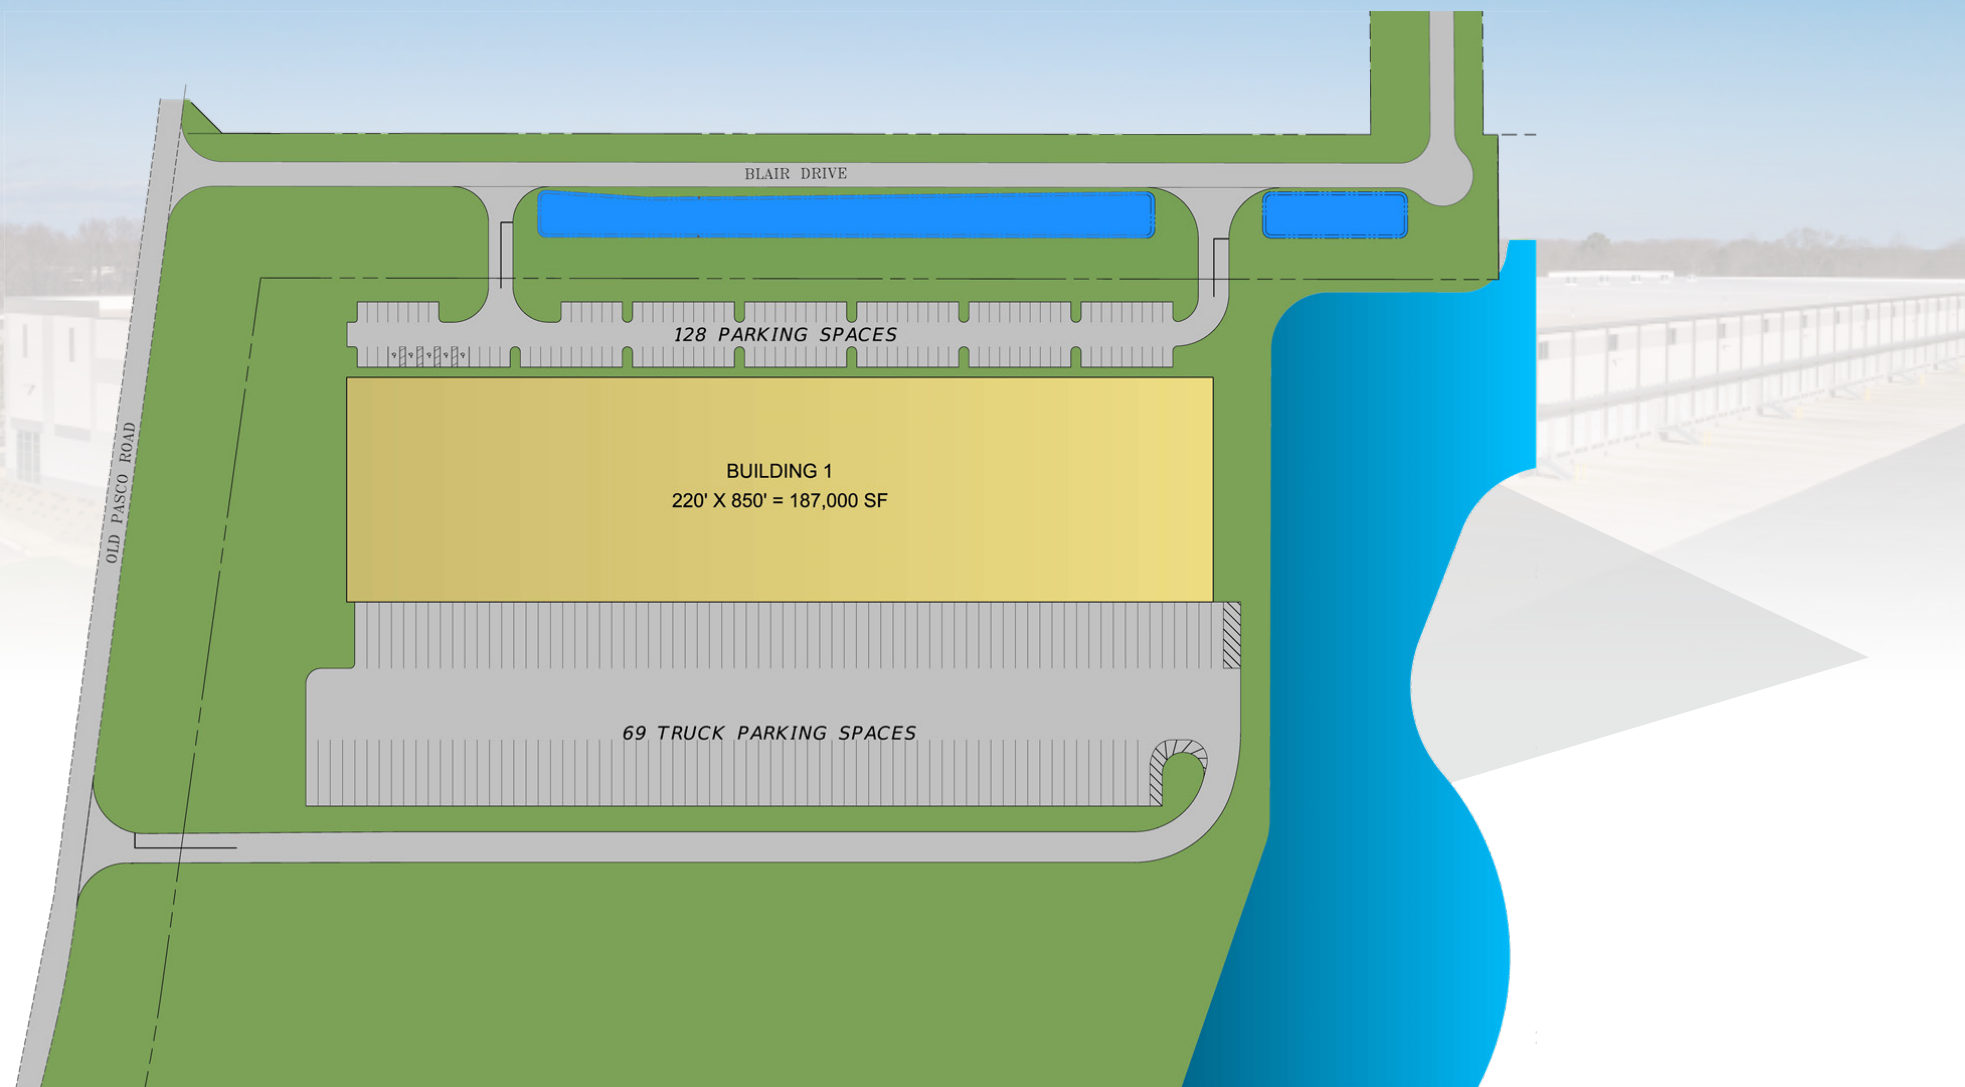 BLAIR DRIVE
128 PARKING SPACES
OLD PASCO ROAD
BUILDING 1
220' X 850' = 187,000 SF
69 TRUCK PARKING SPACES